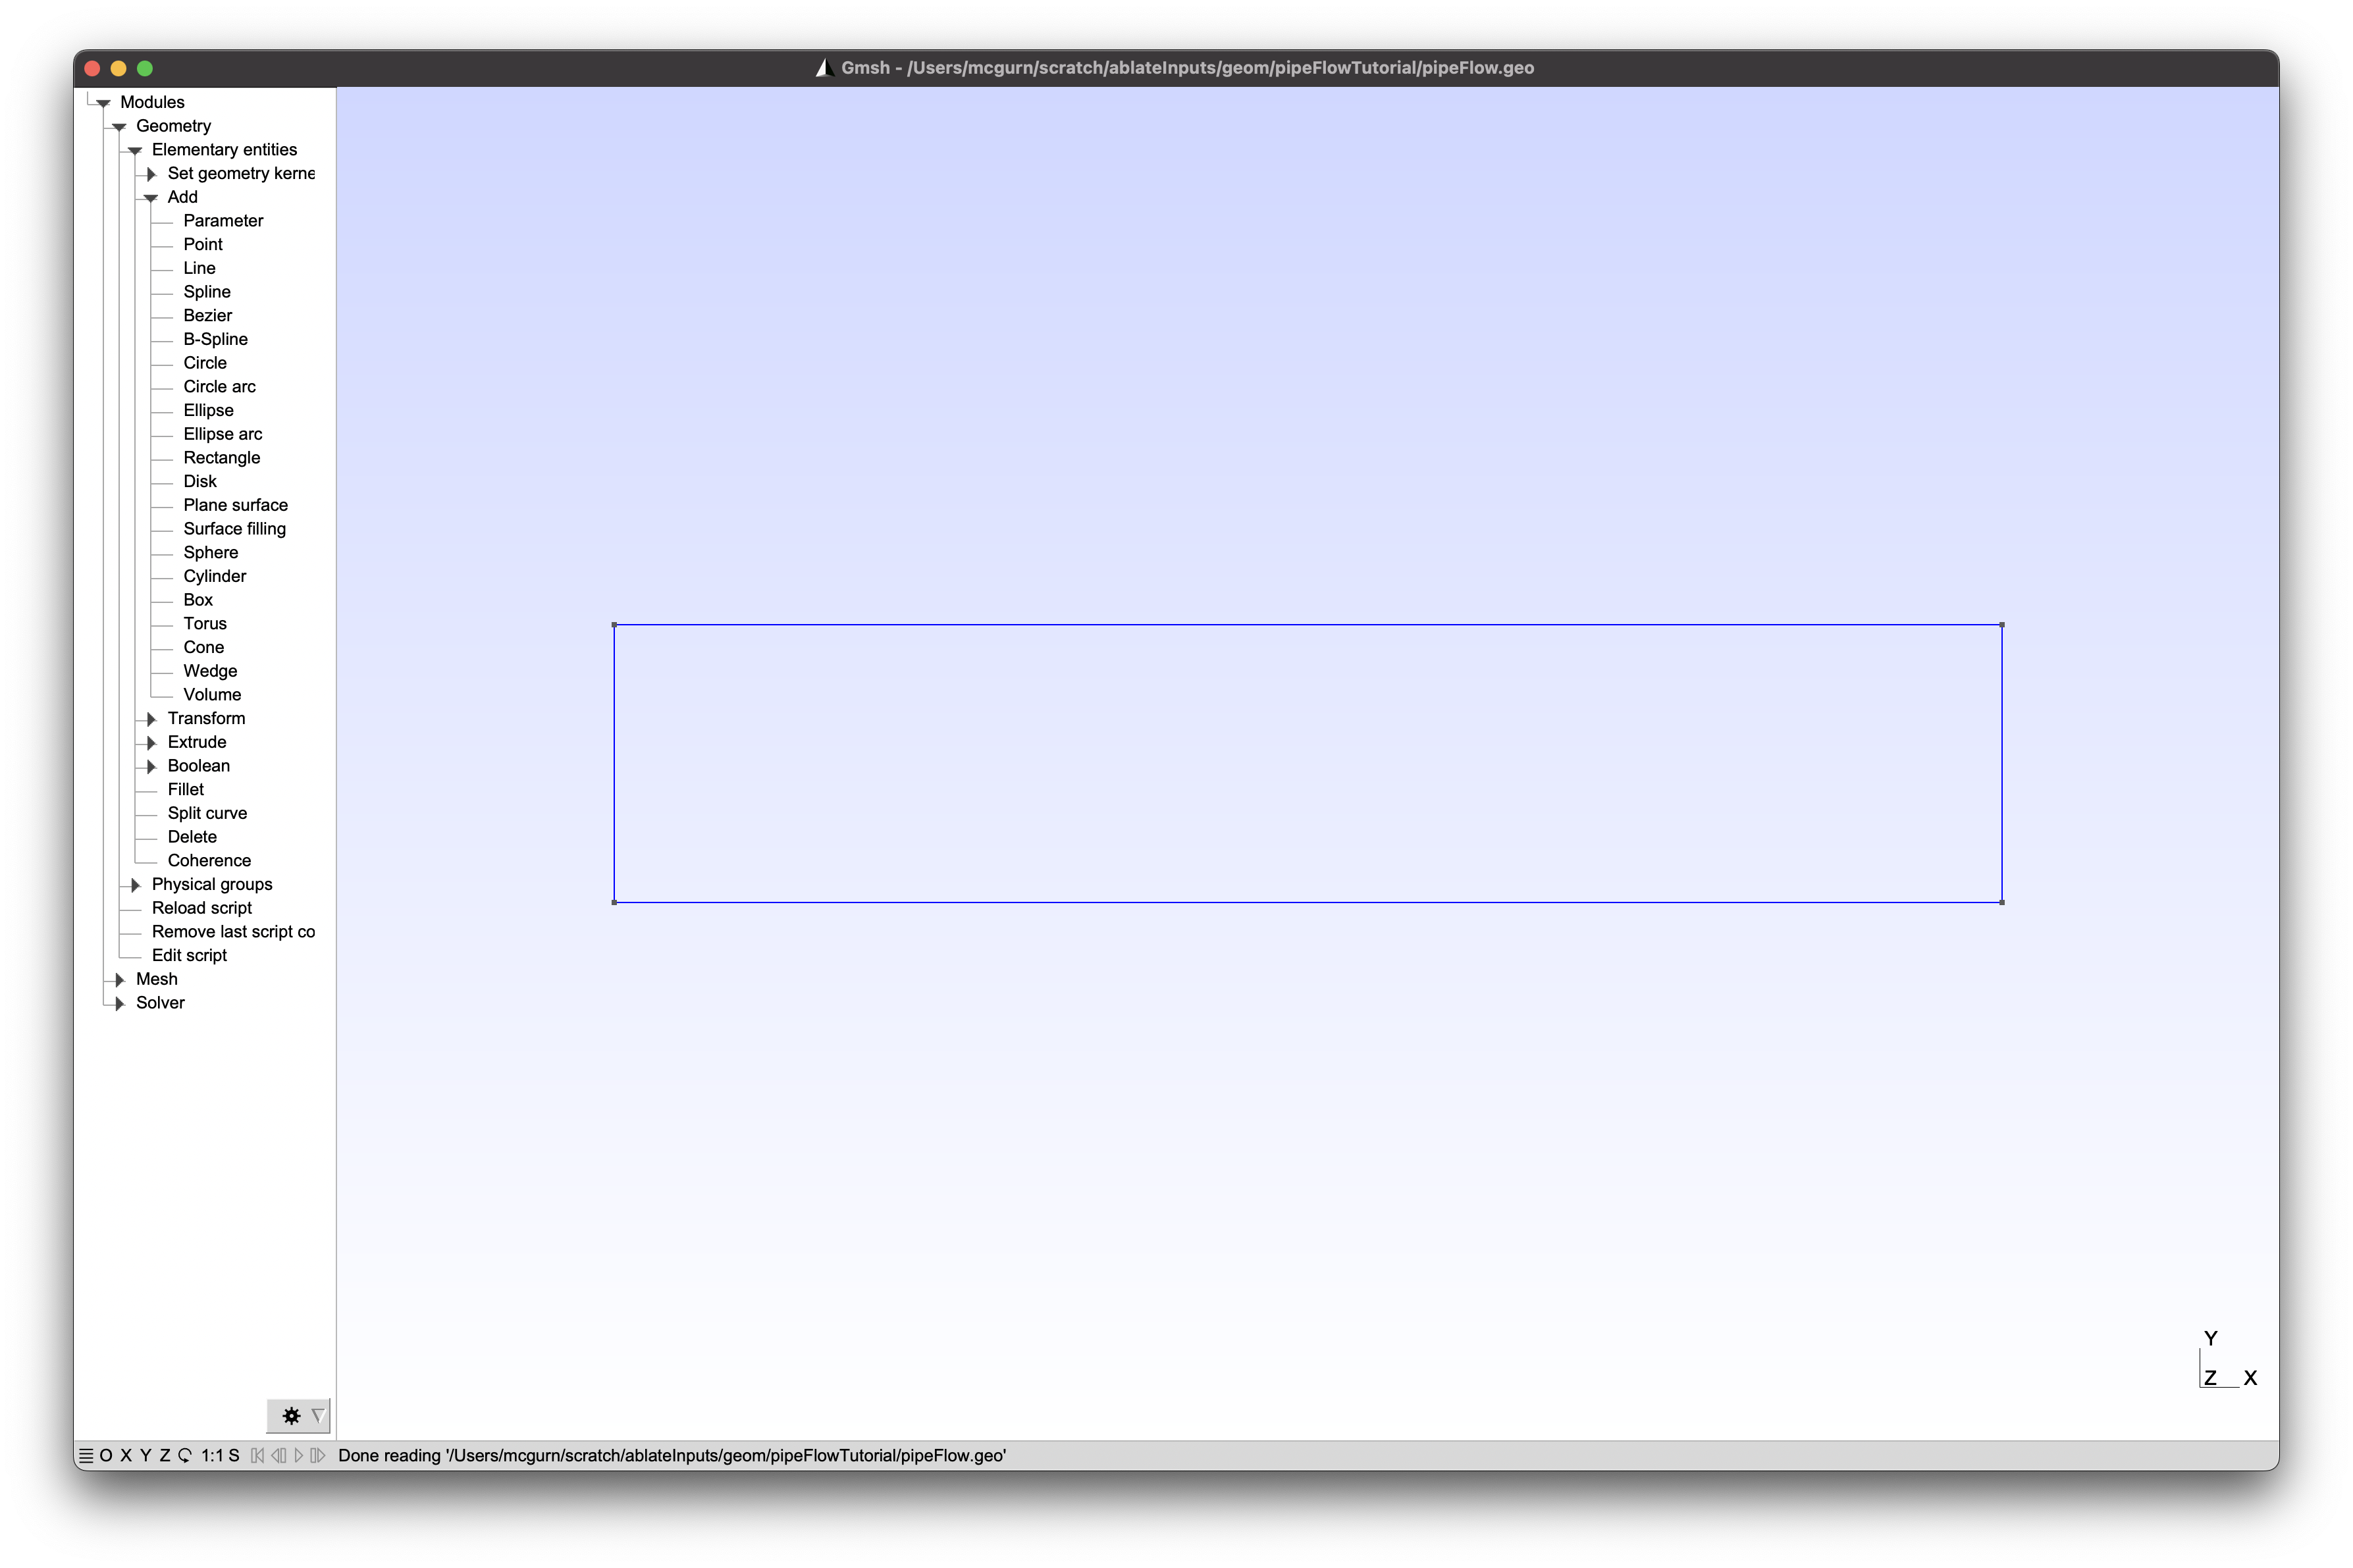 Gmsh - /Users/mcgurn/scratch/ablateInputs/geom/pipeFlowTutorial/pipeFlow.geo
Modules
Geometry
Elementary entities
Set geometry kerne
Add
Parameter
Point
Line
Spline
Bezier
B-Spline
Circle
Circle arc
Ellipse
Ellipse arc
Rectangle
Disk
Plane surface
Surface filling
Sphere
Cylinder
Box
Torus
Cone
Wedge
Volume
Transform
Extrude
Boolean
Fillet
Split curve
Delete
Coherence
Physical groups
Reload script
Remove last script co
Edit script
Mesh
Solver
Y
Z X
O X Y Z 1:1 S Done reading '/Users/mcgurn/scratch/ablateInputs/geom/pipeFlowTutorial/pipeFlow.geo'